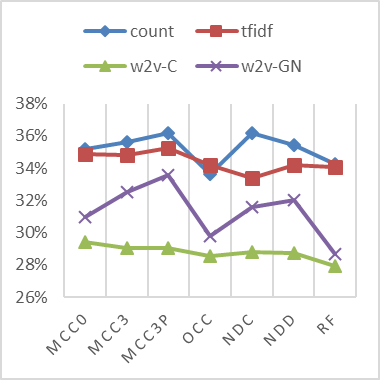 count tfidf
w2v-C w2v-GN
38%
36%
34%
32%
30%
28%
26%
MCC0 MCC3 MCC3P OCC NDC NDD RF